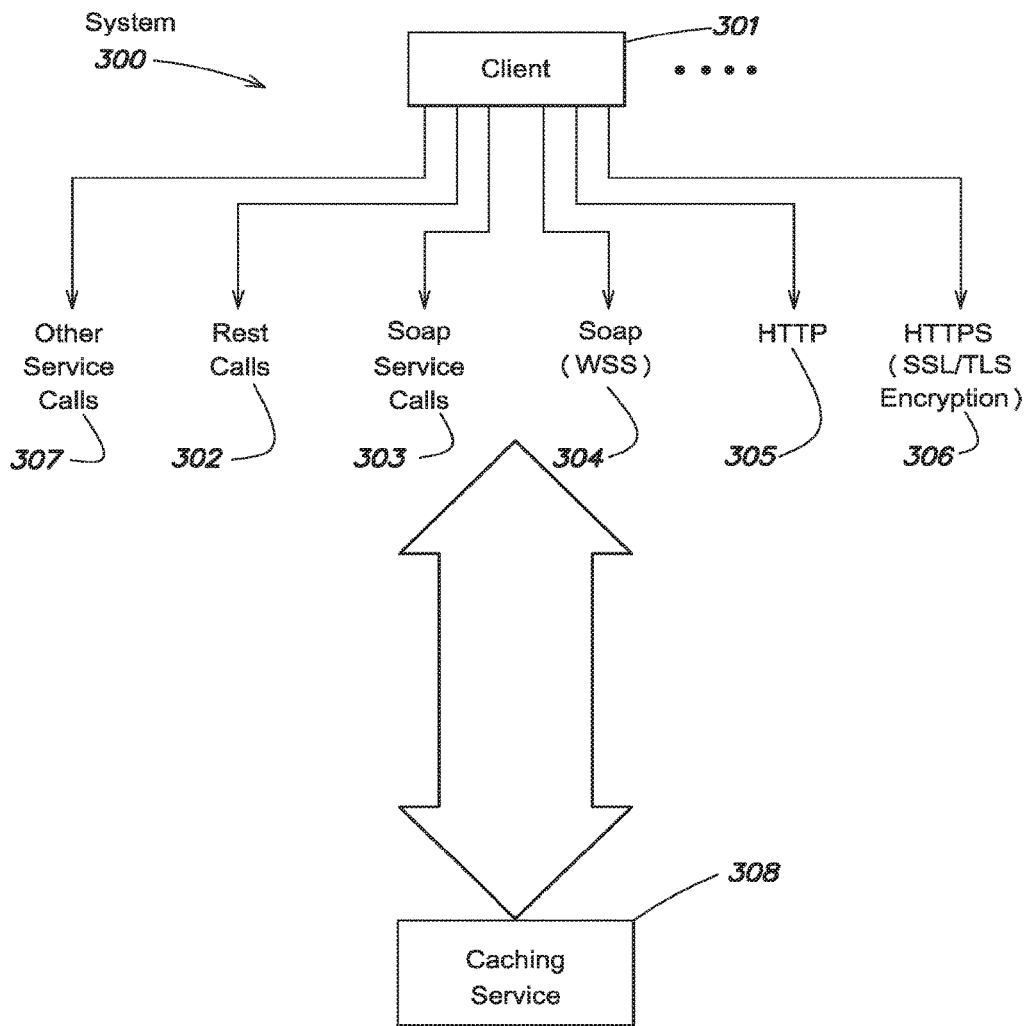 System
300
301
Client
Other
Service
Calls
307
Rest
Calls
302
Soap
Service
Calls
303
Soap
(WSS)
304
HTTP
305
HTTPS
(SSL/TLS
Encryption)
306
308
Caching
Service